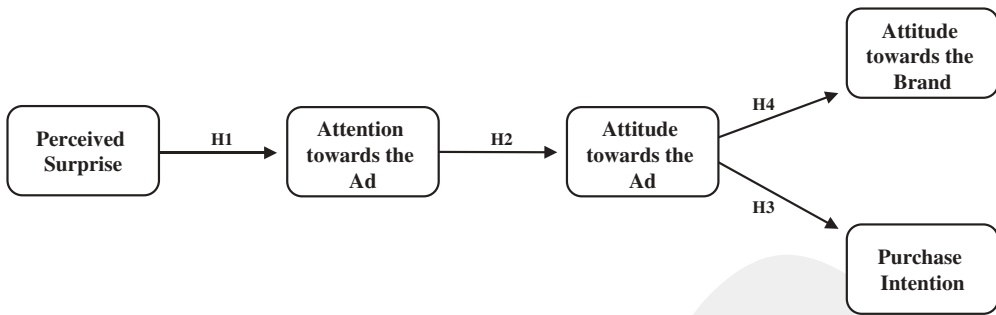 Perceived
Surprise
H1
Attention
towards the
Ad
H2
Attitude
towards the
Ad
H4
Attitude
towards the
Brand
H3
Purchase
Intention